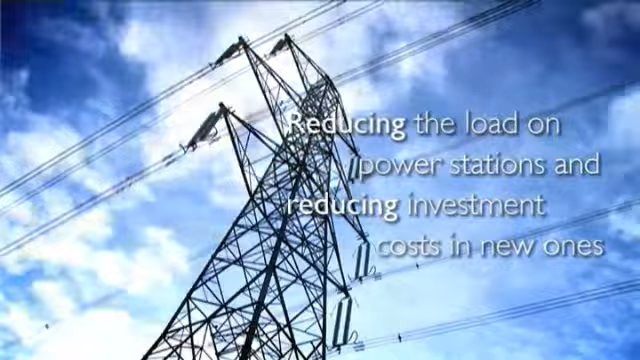 Reducing the load on
power stations and
reducing investment
costs in new ones